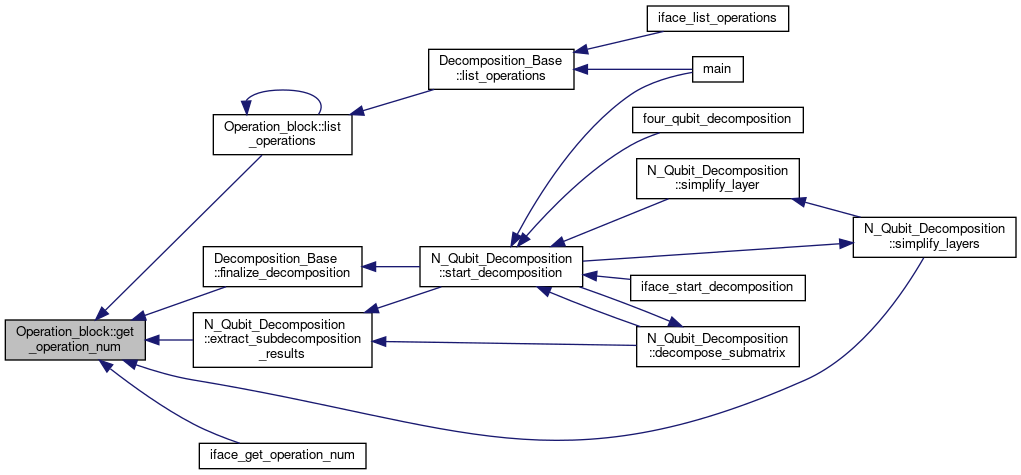 iface_list_operations
Decomposition_Base
::list_operations
main
four_qubit_decomposition
Operation_block::list
_operations
N_Qubit_Decomposition
::simplify_layer
N_Qubit_Decomposition
::simplify_layers
Decomposition_Base
::finalize_decomposition
N_Qubit_Decomposition
::start_decomposition
iface_start_decomposition
Operation_block::get
_operation_num
N_Qubit_Decomposition
::extract_subdecomposition
_results
N_Qubit_Decomposition
::decompose_submatrix
iface_get_operation_num